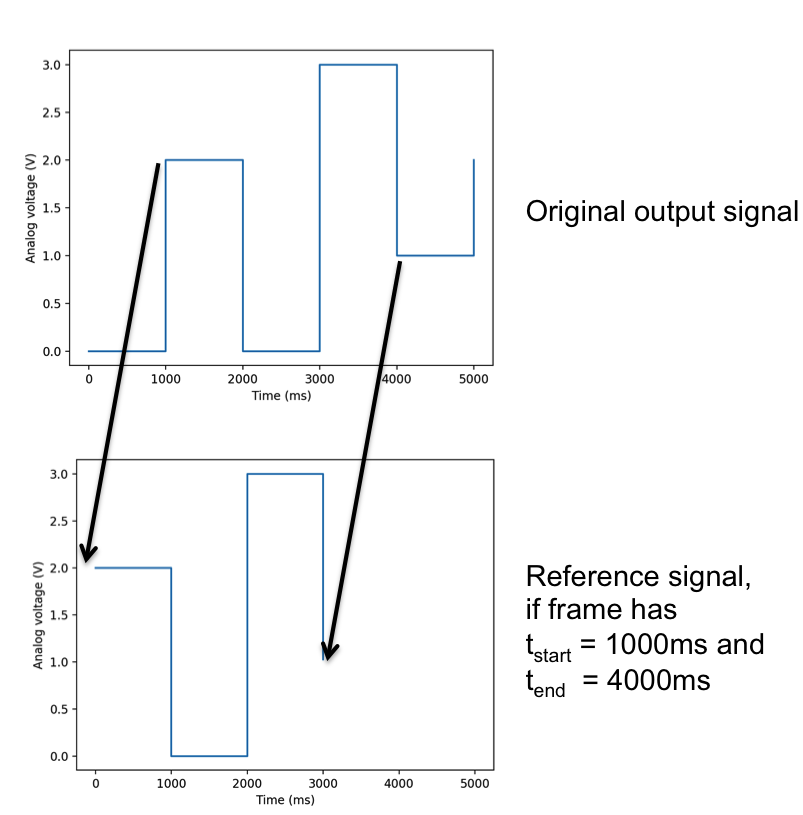 3.0
2.5
2.0
1.5
1.0
0.5
0.0
Analog voltage (V)
0 1000 2000 3000 4000 5000
Time (ms)
Original output signal
3.0
2.5
2.0
1.5
1.0
0.5
0.0
Analog voltage (V)
0 1000 2000 3000 4000 5000
Time (ms)
Reference signal,
if frame has
tstart = 1000ms and
tend = 4000ms